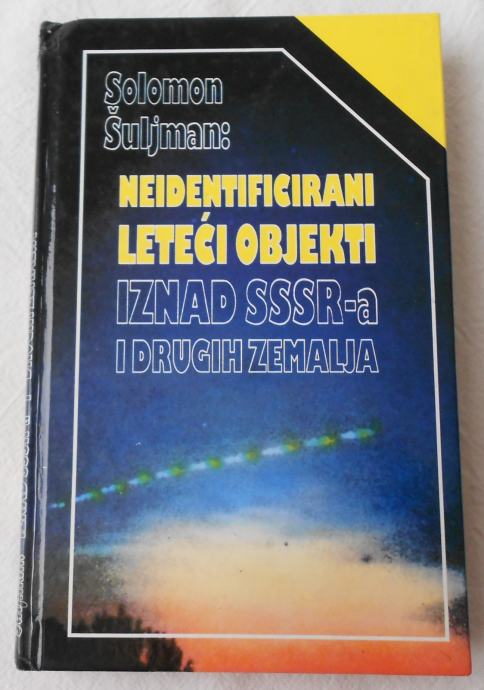 Solomon
Šuljman:
NEIDENTIFICIRANI
LETEĆI OBJEKTI
IZNAD SSSR-a
I DRUGIH ZEMALJA